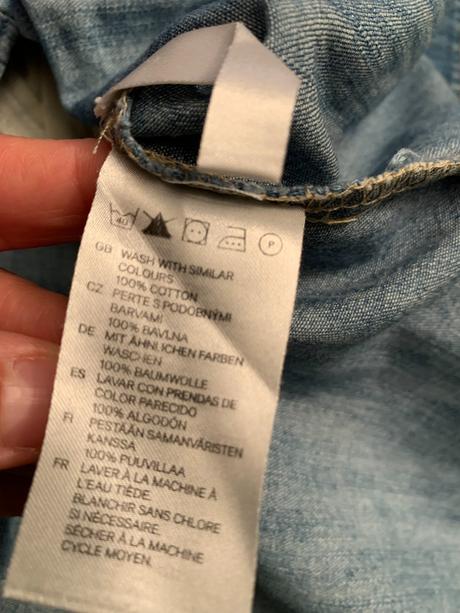 40 P
GB WASH WITH SIMILAR
COLOURS
100% COTTON
CZ PERTE S PODOBNÝMI
BARVAMI
100% BAVLNA
DE MIT ÄHNLICHEN FARBEN
WASCHEN
100% BAUMWOLLE
ES LAVAR CON PRENDAS DE
COLOR PARECIDO
100% ALGODÓN
FI PESTÄÄN SAMANVÄRISTEN
KANSSA
100% PUUVILLAA
FR LAVER À LA MACHINE À
L'EAU TIÈDE.
BLANCHIR SANS CHLORE
SI NÉCESSAIRE.
SÉCHER À LA MACHINE
CYCLE MOYEN.